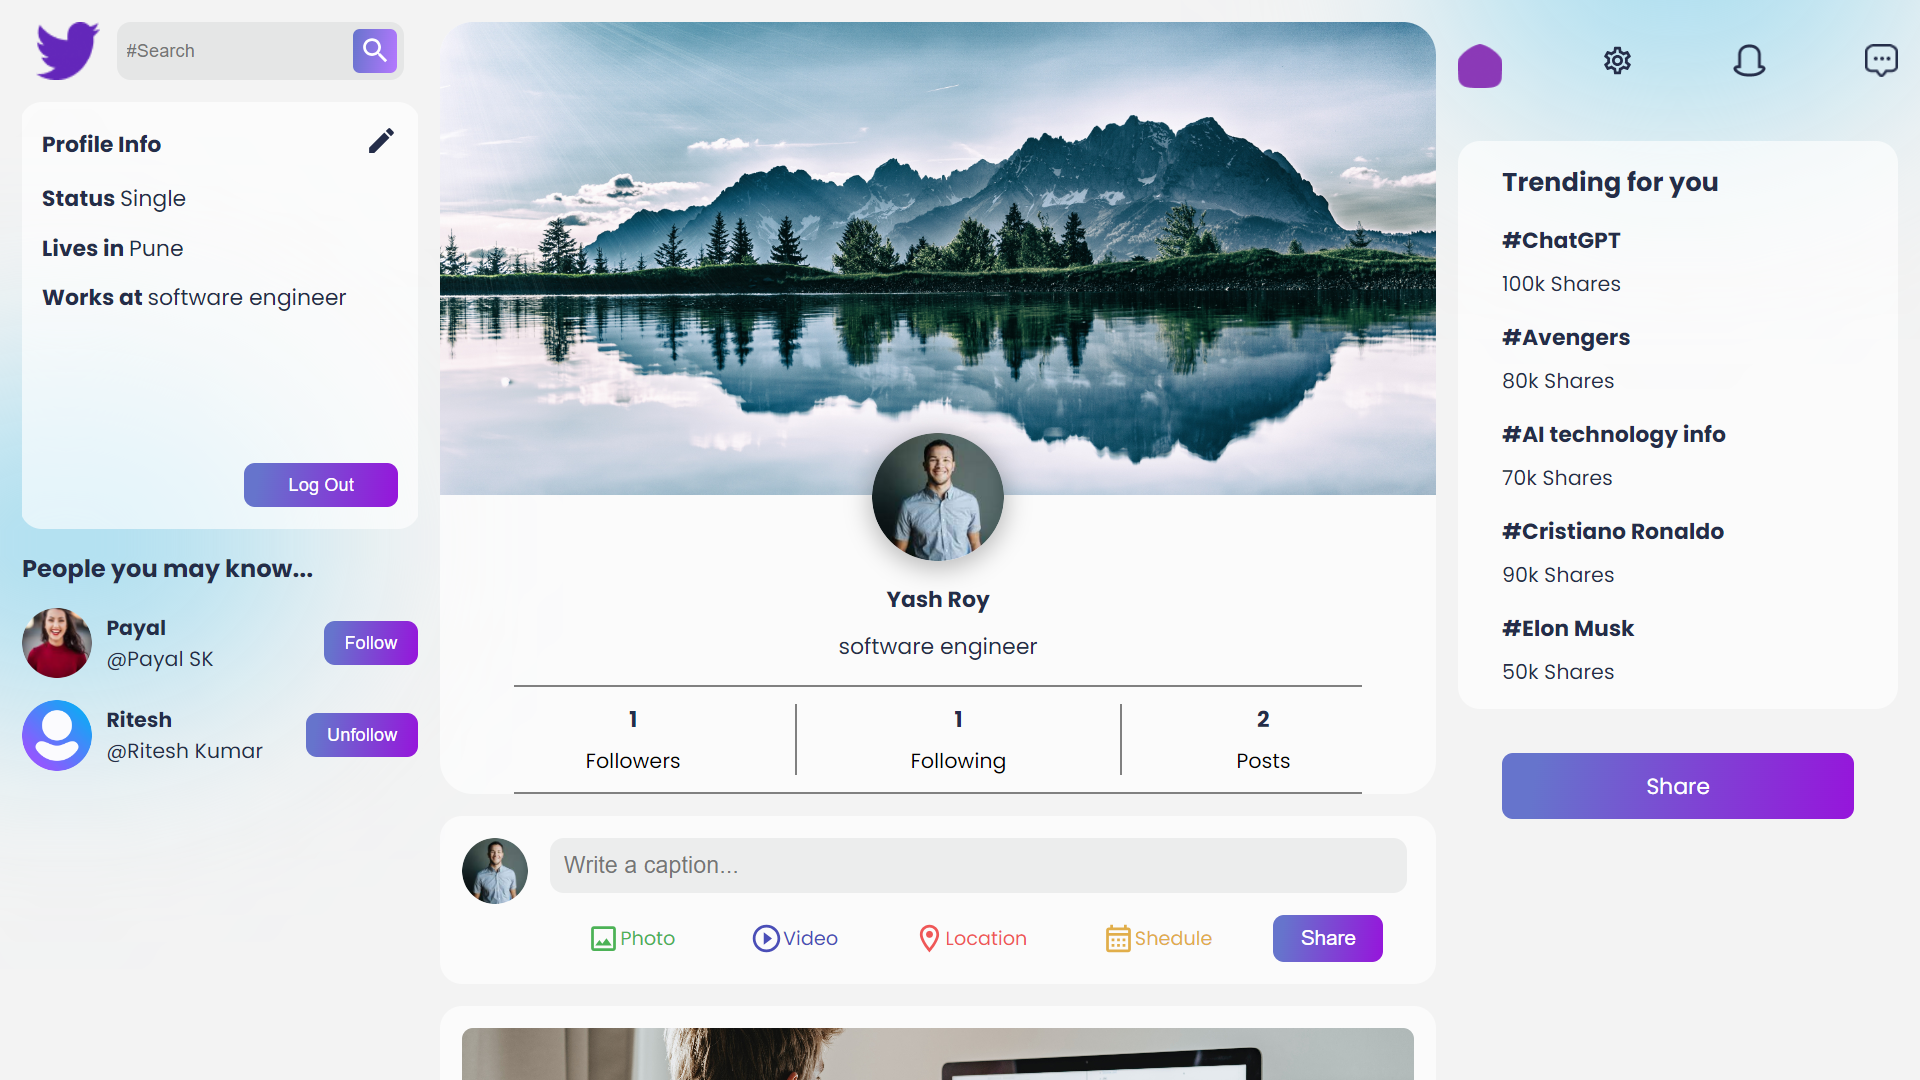 #Search
Profile Info
Status Single
Lives in Pune
Works at software engineer
Log Out
People you may know...
Payal
@Payal SK
Follow
Ritesh
@Ritesh Kumar
Unfollow
Yash Roy
software engineer
1
Followers
1
Following
2
Posts
Write a caption...
Photo
Video
Location
Shedule
Share
Trending for you
#ChatGPT
100k Shares
#Avengers
80k Shares
#AI technology info
70k Shares
#Cristiano Ronaldo
90k Shares
#Elon Musk
50k Shares
Share